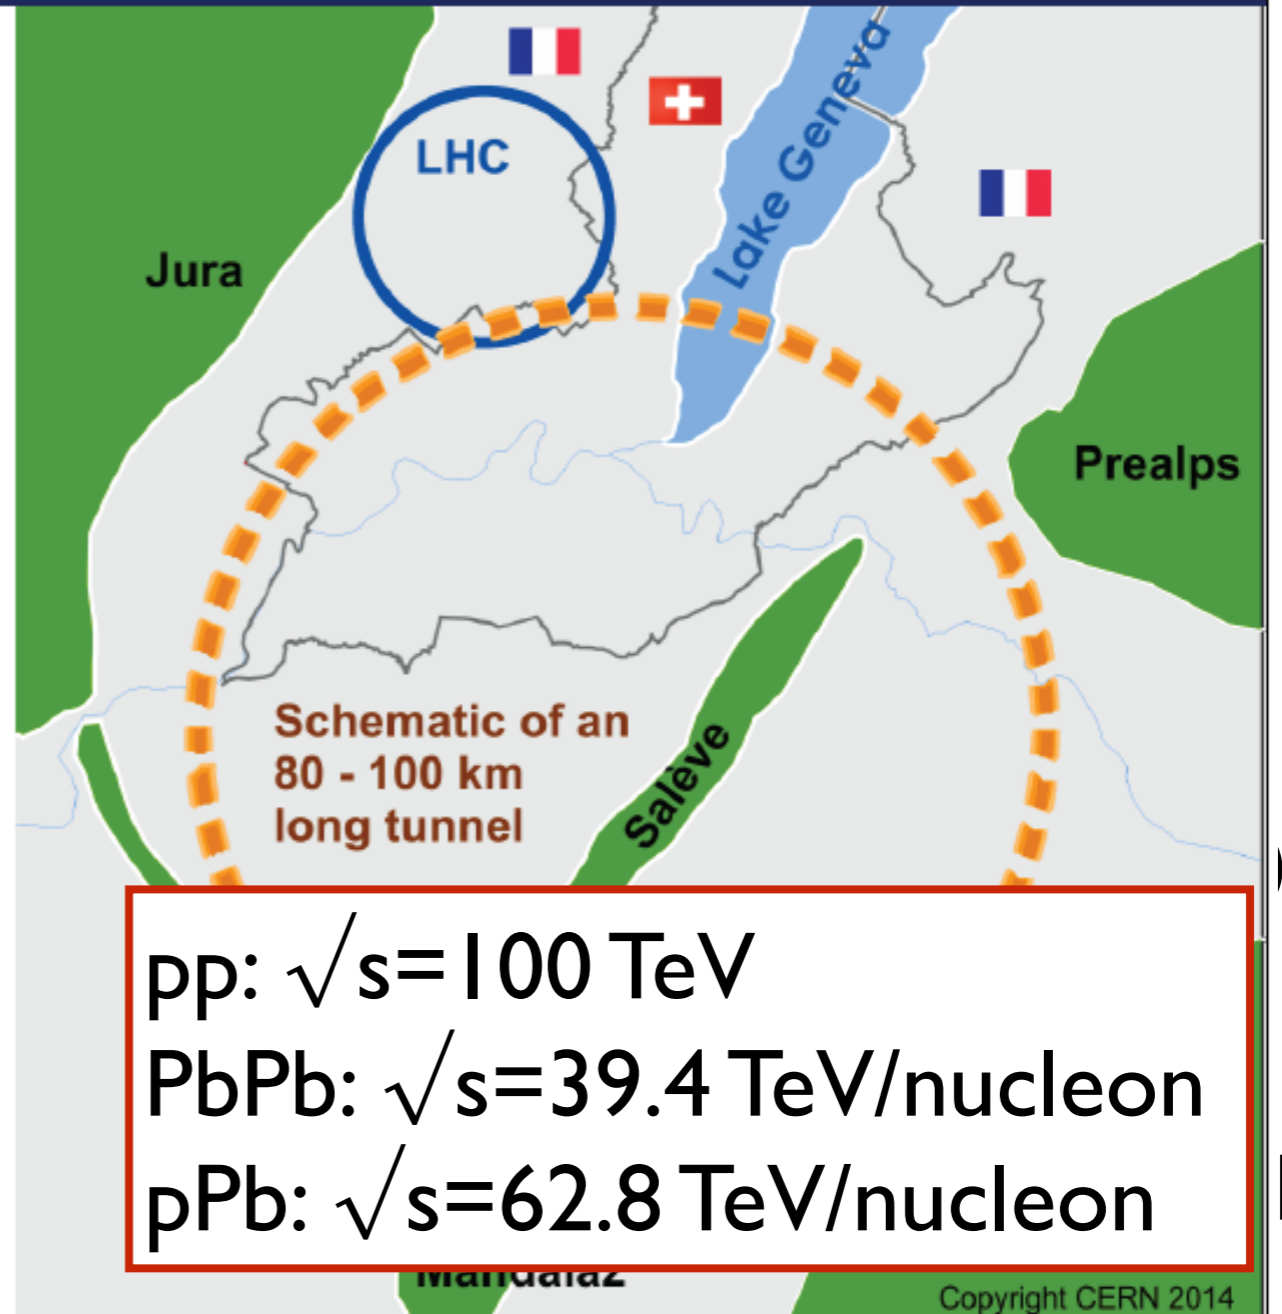 LHC
Lake Geneva
Jura
Prealps
Schematic of an
80 - 100 km
long tunnel
Salève
pp: √s=100 TeV
PbPb: √s=39.4 TeV/nucleon
pPb: √s=62.8 TeV/nucleon
Mandalaz
Copyright CERN 2014